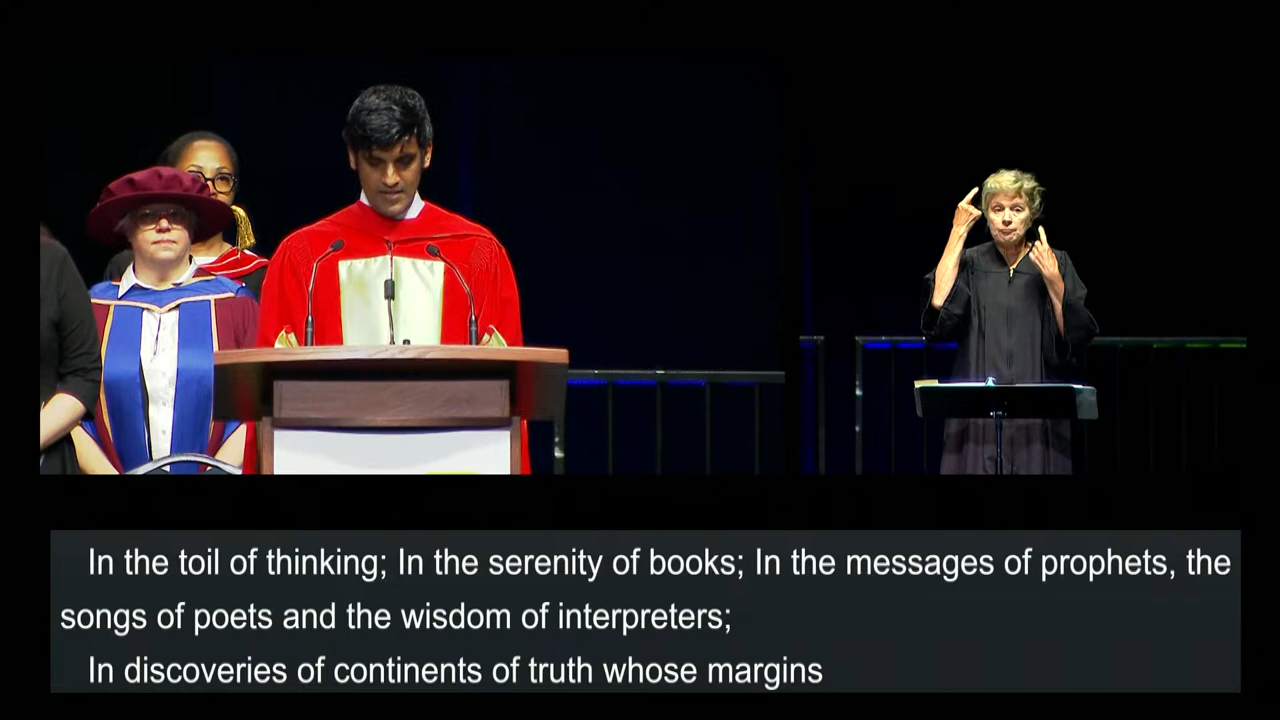 In the toil of thinking; In the serenity of books; In the messages of prophets, the
songs of poets and the wisdom of interpreters;
In discoveries of continents of truth whose margins